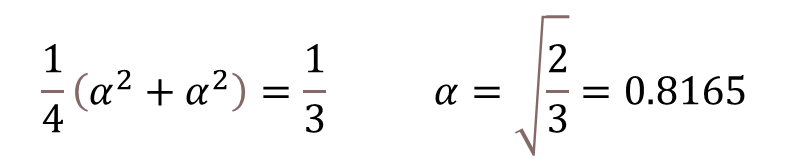 1/4 (α² + α²) = 1/3    α = √(2/3) = 0.8165